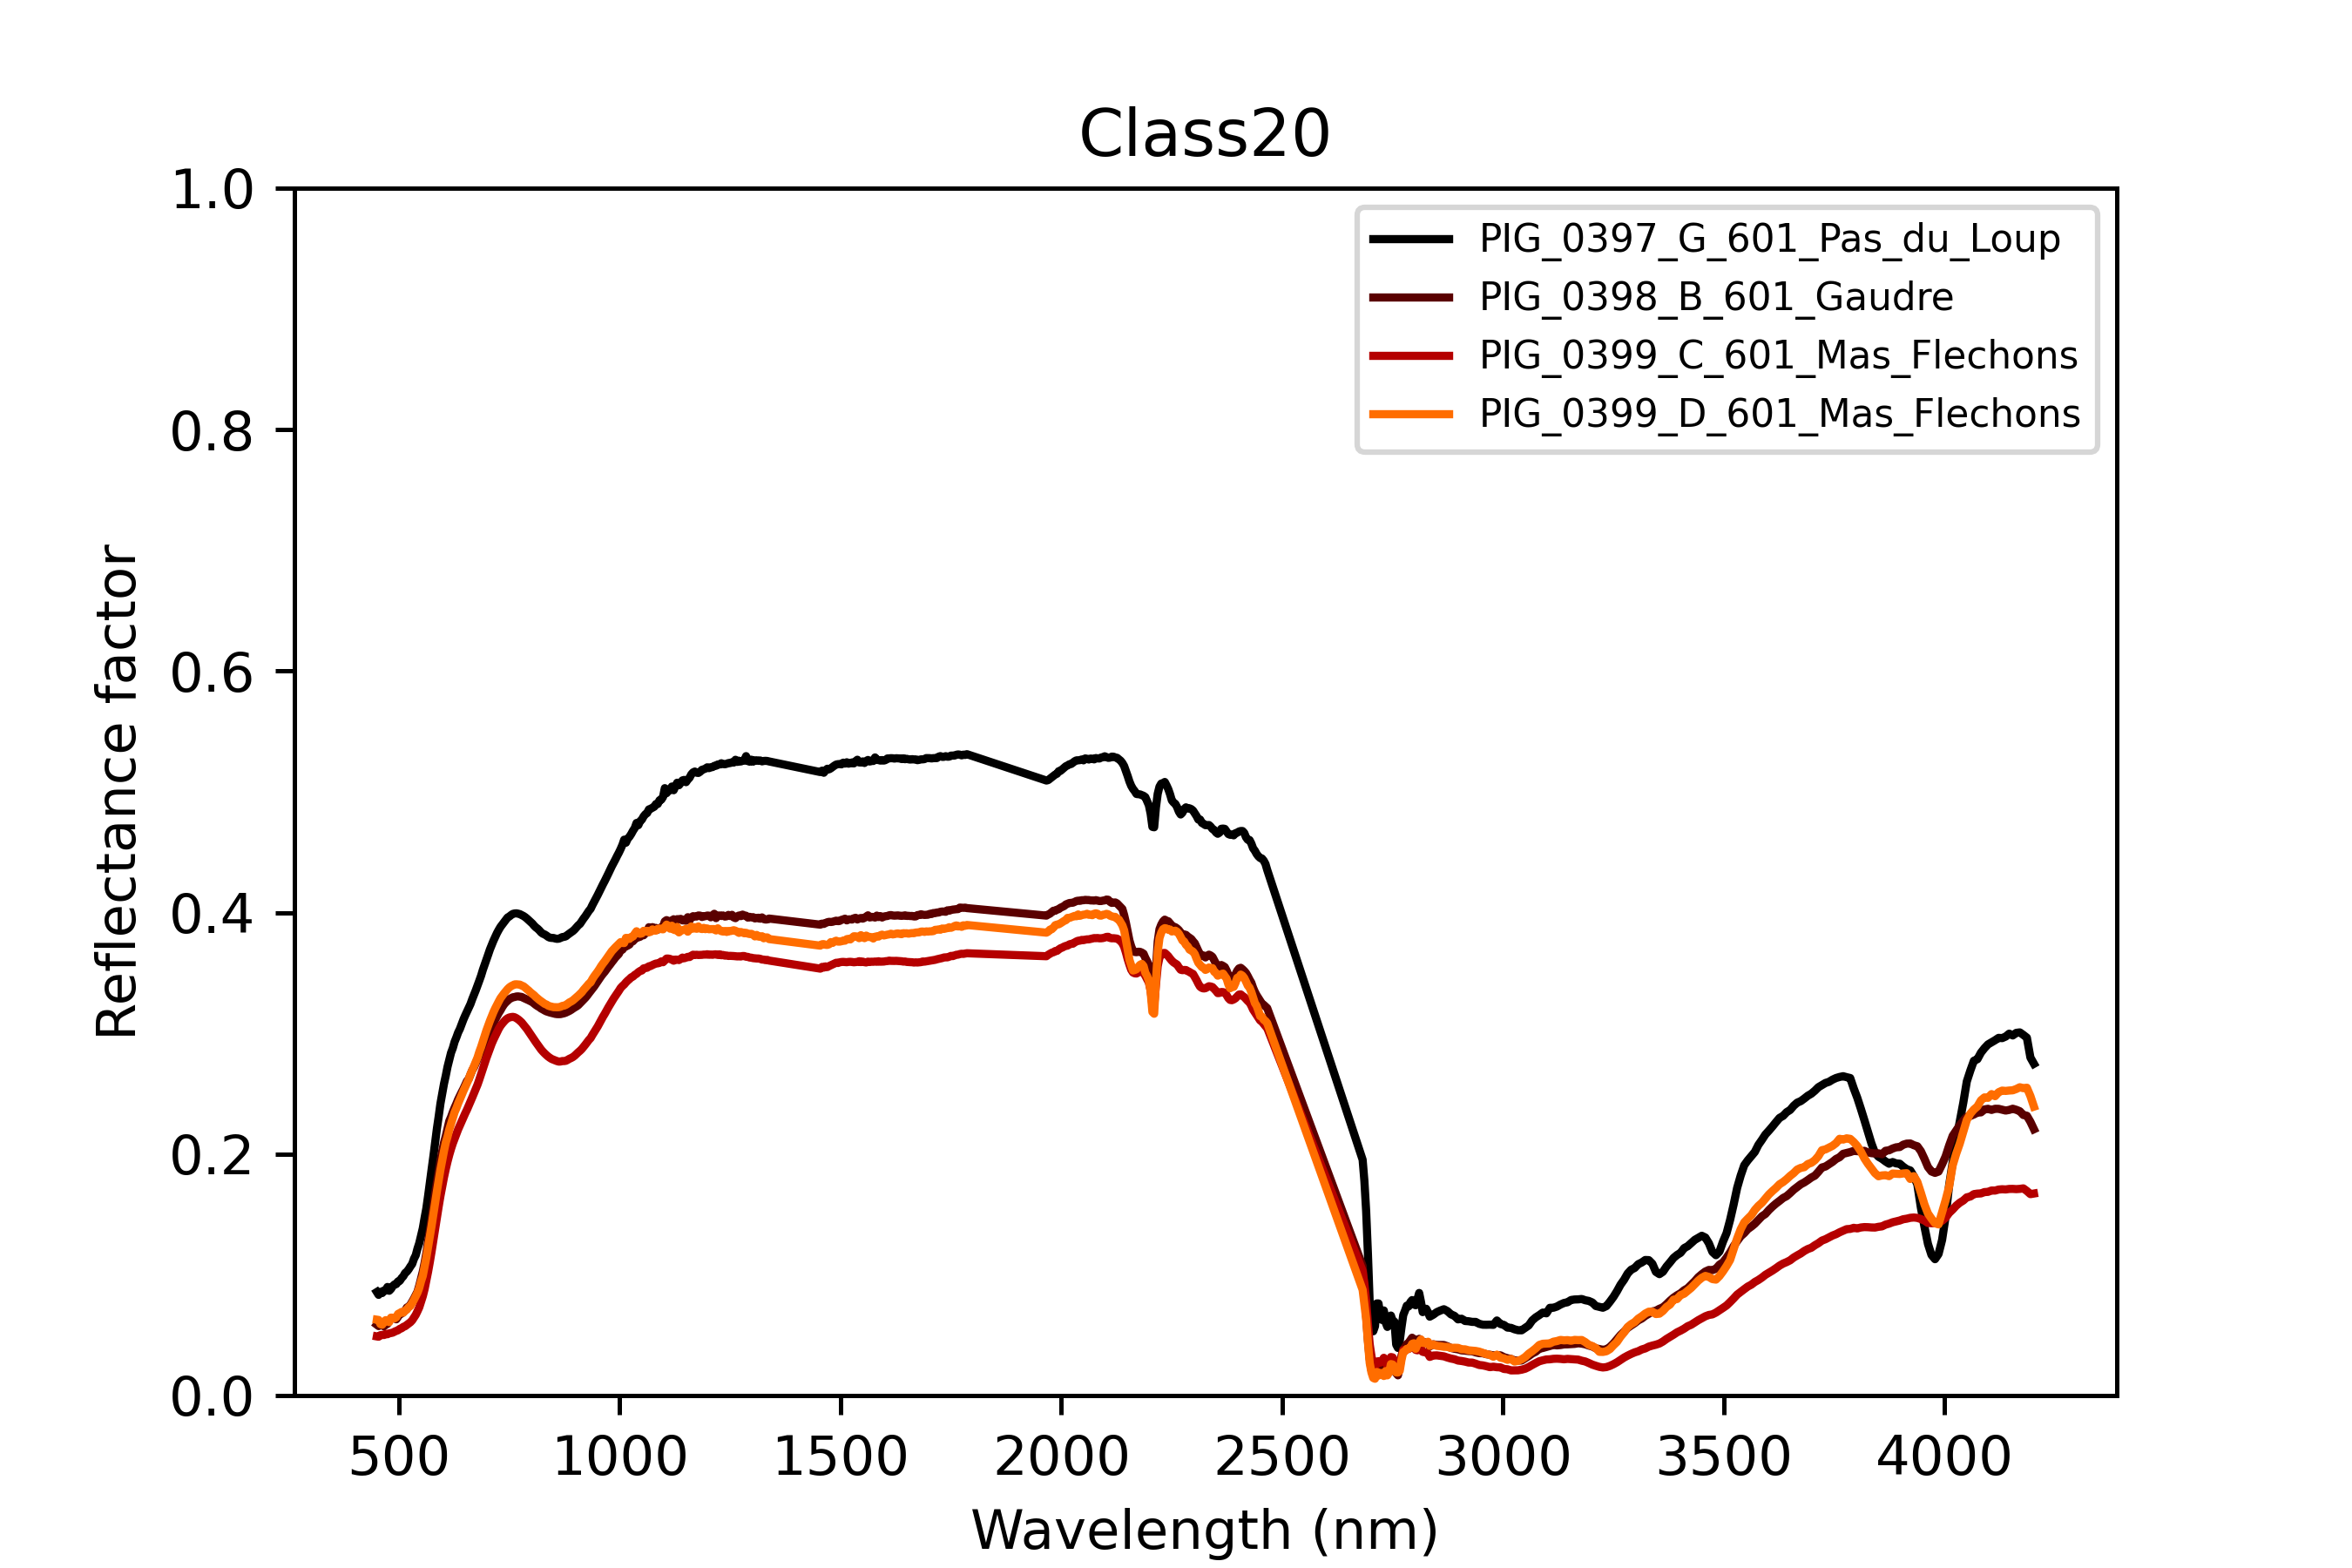 Class20
1.0
0.8
0.6
0.4
0.2
0.0
Reflectance factor
PIG_0397_G_601_Pas_du_Loup
PIG_0398_B_601_Gaudre
PIG_0399_C_601_Mas_Flechons
PIG_0399_D_601_Mas_Flechons
500 1000 1500 2000 2500 3000 3500 4000
Wavelength (nm)